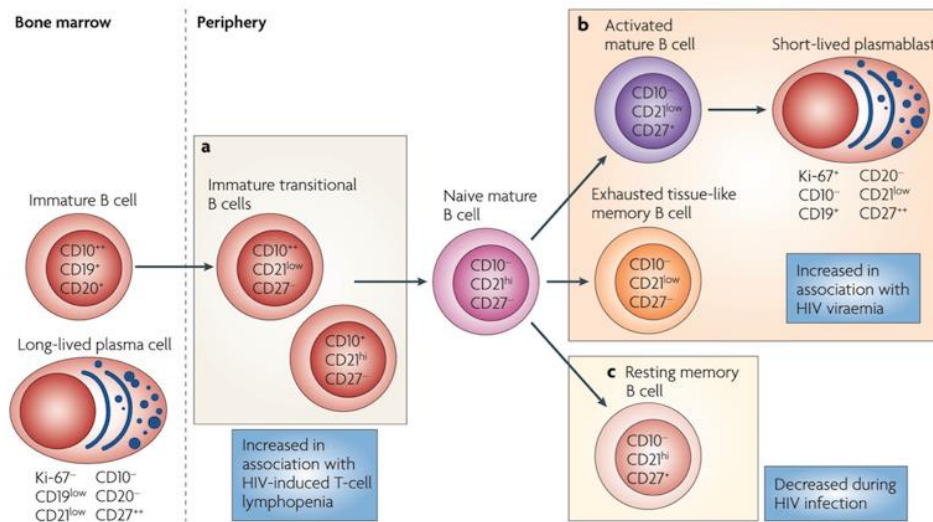 Bone marrow
Periphery
Immature B cell
CD10⁺⁺
CD19⁺
CD20⁺
Long-lived plasma cell
Ki-67⁻ CD10⁻
CD19ˡᵒʷ CD20⁻
CD21ˡᵒʷ CD27⁺⁺
a
Immature transitional
B cells
CD10⁺⁺
CD21ˡᵒʷ
CD27⁻
CD10⁺
CD21ʰⁱ
CD27⁻
Increased in
association with
HIV-induced T-cell
lymphopenia
Naive mature
B cell
CD10⁻
CD21ʰⁱ
CD27⁻
b
Activated
mature B cell
CD10⁻
CD21ˡᵒʷ
CD27⁺
Short-lived plasmablast
Ki-67⁺ CD20⁻
CD10⁻ CD21ˡᵒʷ
CD19⁺ CD27⁺⁺
Exhausted tissue-like
memory B cell
CD10⁻
CD21ˡᵒʷ
CD27⁻
Increased in
association with
HIV viraemia
c Resting memory
B cell
CD10⁻
CD21ʰⁱ
CD27⁺
Decreased during
HIV infection